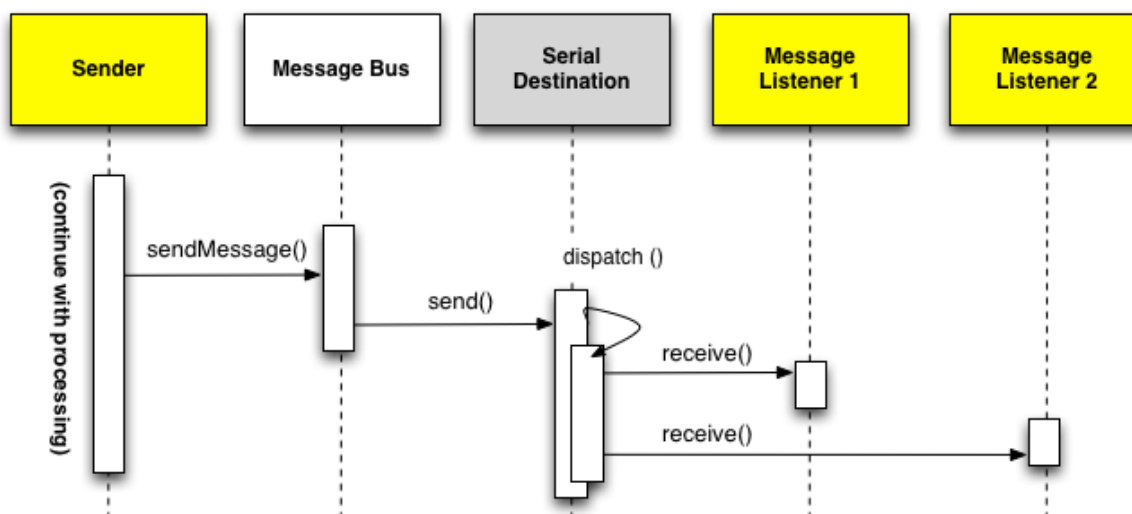 Sender
Message Bus
Serial
Destination
Message
Listener 1
Message
Listener 2
(continue with processing)
sendMessage()
dispatch ()
send()
receive()
receive()